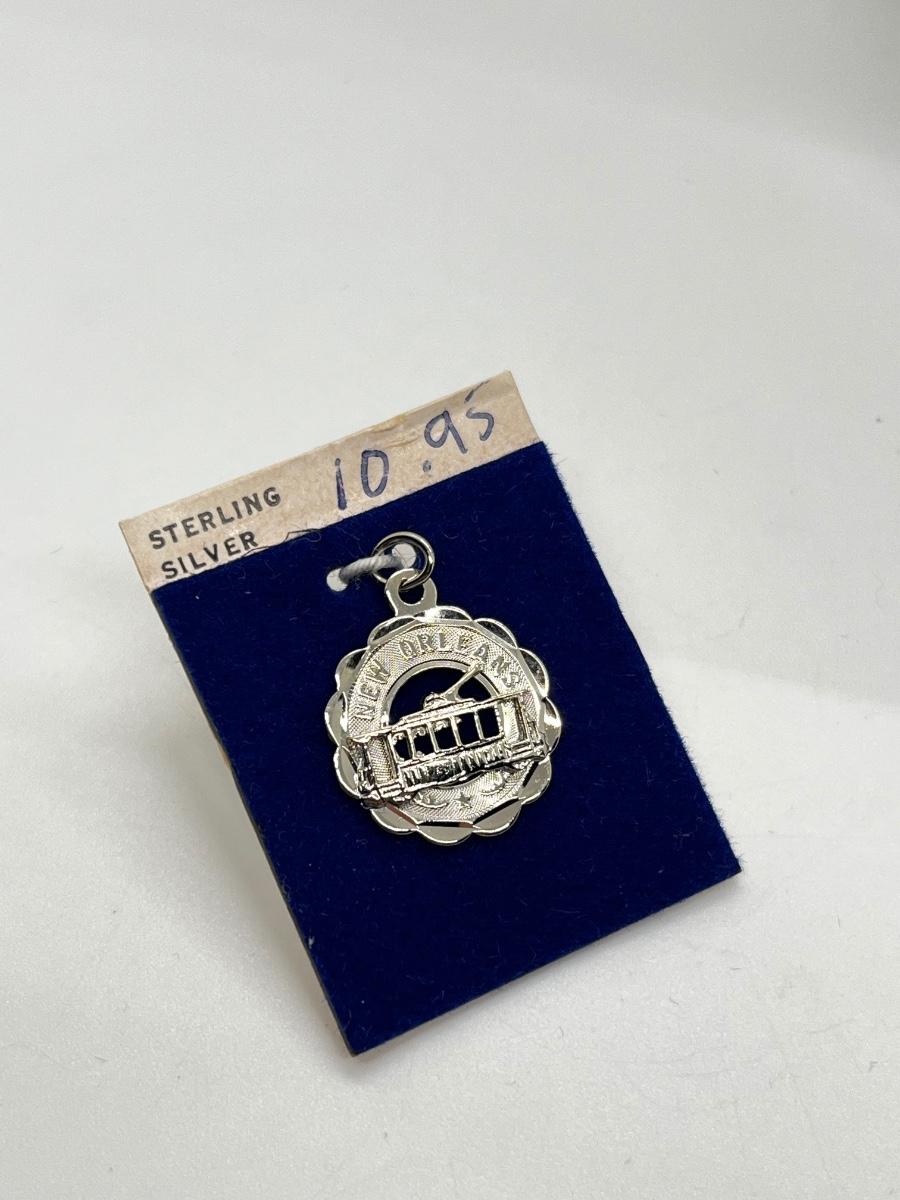 STERLING
SILVER
10.95
NEW ORLEANS